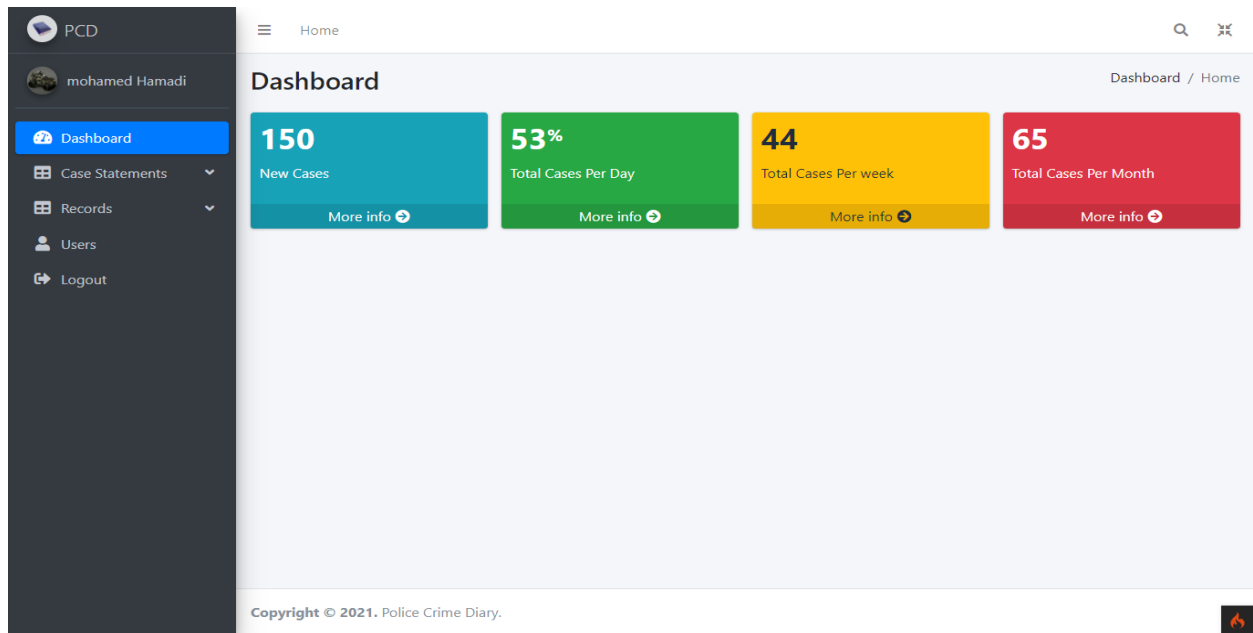 PCD
Home
mohamed Hamadi
Dashboard
Dashboard / Home
Dashboard
Case Statements
Records
Users
Logout
150
New Cases
More info
53%
Total Cases Per Day
More info
44
Total Cases Per week
More info
65
Total Cases Per Month
More info
Copyright © 2021. Police Crime Diary.